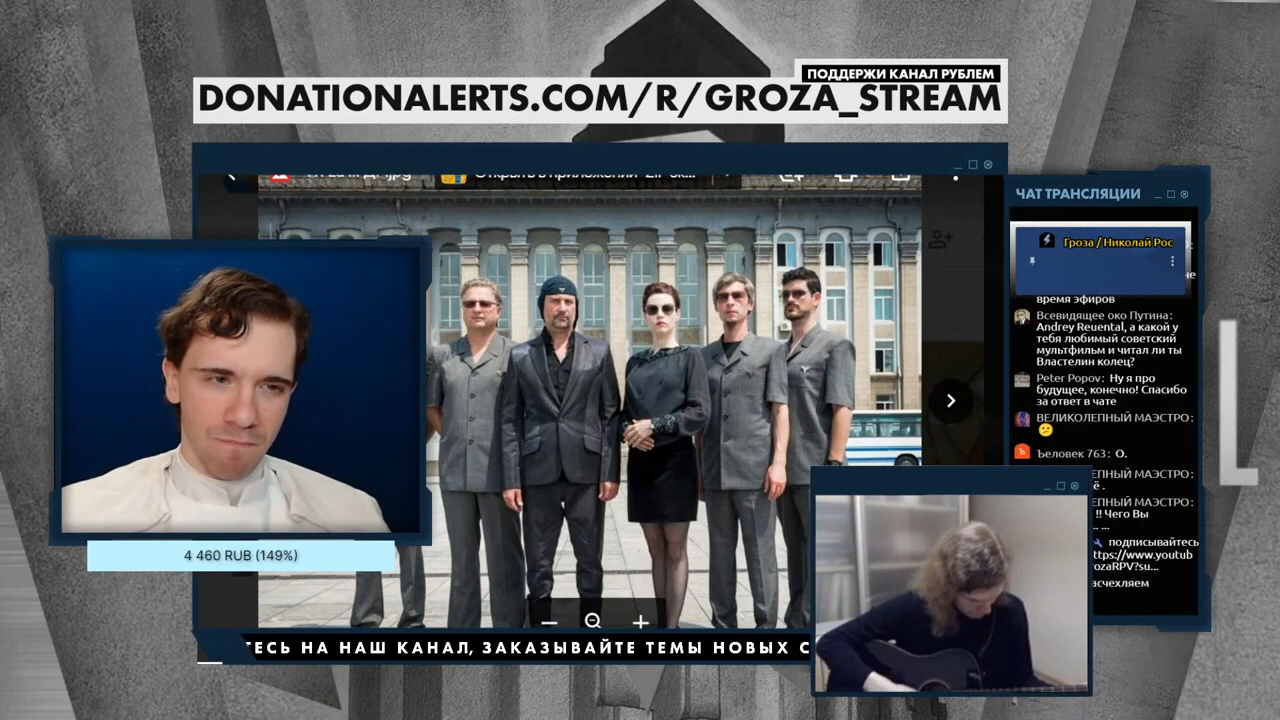 ПОДДЕРЖИ КАНАЛ РУБЛЕМ
DONATIONALERTS.COM/R/GROZA_STREAM
ЧАТ ТРАНСЛЯЦИИ
Гроза / Николай Рос
время эфиров
Всевидящее око Путина:
Andrey Reuental, а какой у
тебя любимый советский
мультфильм и читал ли ты
Властелин колец?
Peter Popov: Ну я про
будущее, конечно! Спасибо
за ответ в чате
ВЕЛИКОЛЕПНЫЙ МАЭСТРО:
Ъеловек 763: О.
ЛЕПНЫЙ МАЭСТРО:
ё .
ЛЕПНЫЙ МАЭСТРО:
!! Чего Вы
... ...
подписывайтесь
ttps://www.youtub
rozaRPV?su...
асчехляем
4 460 RUB (149%)
ТЕСЬ НА НАШ КАНАЛ, ЗАКАЗЫВАЙТЕ ТЕМЫ НОВЫХ С